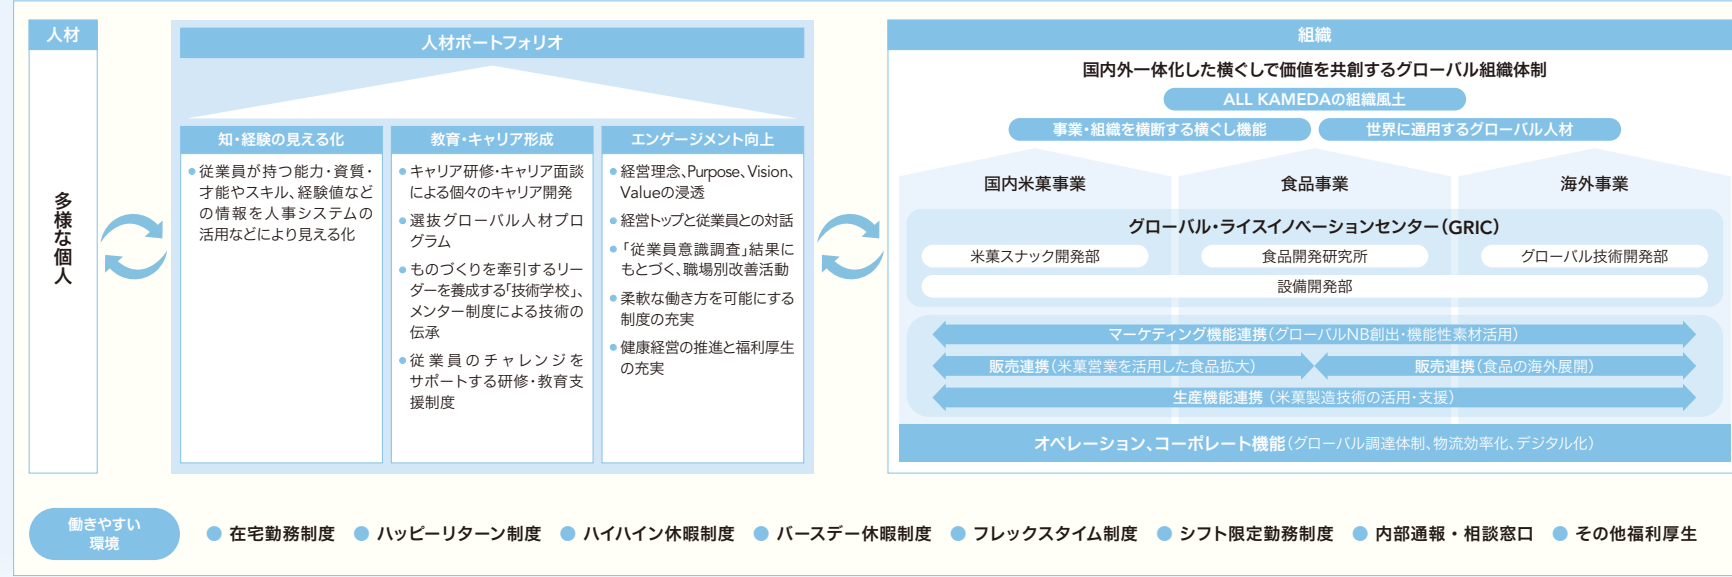 人材
多様な個人
人材ポートフォリオ
知・経験の見える化
●従業員が持つ能力・資質・
才能やスキル、経験値など
の情報を人事システムの
活用などにより見える化
教育・キャリア形成
●キャリア研修・キャリア面談
による個々のキャリア開発
●選抜グローバル人材プロ
グラム
●ものづくりを牽引するリー
ダーを養成する「技術学校」、
メンター制度による技術の
伝承
●従業員のチャレンジを
サポートする研修・教育支
援制度
エンゲージメント向上
●経営理念、Purpose、Vision、
Valueの浸透
●経営トップと従業員との対話
●「従業員意識調査」結果に
もとづく、職場別改善活動
●柔軟な働き方を可能にする
制度の充実
●健康経営の推進と福利厚生
の充実
組織
国内外一体化した横ぐしで価値を共創するグローバル組織体制
ALL KAMEDAの組織風土
事業・組織を横断する横ぐし機能
世界に通用するグローバル人材
国内米菓事業
食品事業
海外事業
グローバル・ライスイノベーションセンター(GRIC)
米菓スナック開発部
食品開発研究所
グローバル技術開発部
設備開発部
マーケティング機能連携(グローバルNB創出・機能性素材活用)
販売連携(米菓営業を活用した食品拡大)
販売連携(食品の海外展開)
生産機能連携(米菓製造技術の活用・支援)
オペレーション、コーポレート機能(グローバル調達体制、物流効率化、デジタル化)
働きやすい
環境
● 在宅勤務制度 ● ハッピーリターン制度 ● ハイハイン休暇制度 ● バースデー休暇制度 ● フレックスタイム制度 ● シフト限定勤務制度 ● 内部通報・相談窓口 ● その他福利厚生